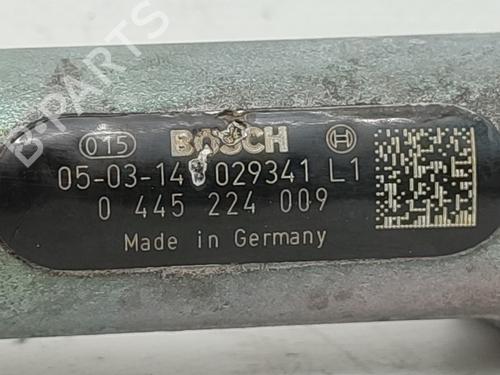 B-PARTS
015 BOSCH
05-03-14 029341 L1
0 445 224 009
Made in Germany